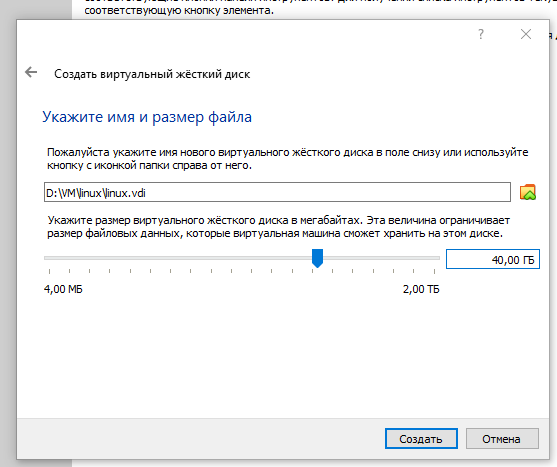 соответствующую кнопку элемента.
?
Создать виртуальный жёсткий диск
Укажите имя и размер файла
Пожалуйста укажите имя нового виртуального жёсткого диска в поле снизу или используйте
кнопку с иконкой папки справа от него.
D:\VM\linux\linux.vdi
Укажите размер виртуального жёсткого диска в мегабайтах. Эта величина ограничивает
размер файловых данных, которые виртуальная машина сможет хранить на этом диске.
40,00 ГБ
4,00 МБ
2,00 ТБ
Создать
Отмена